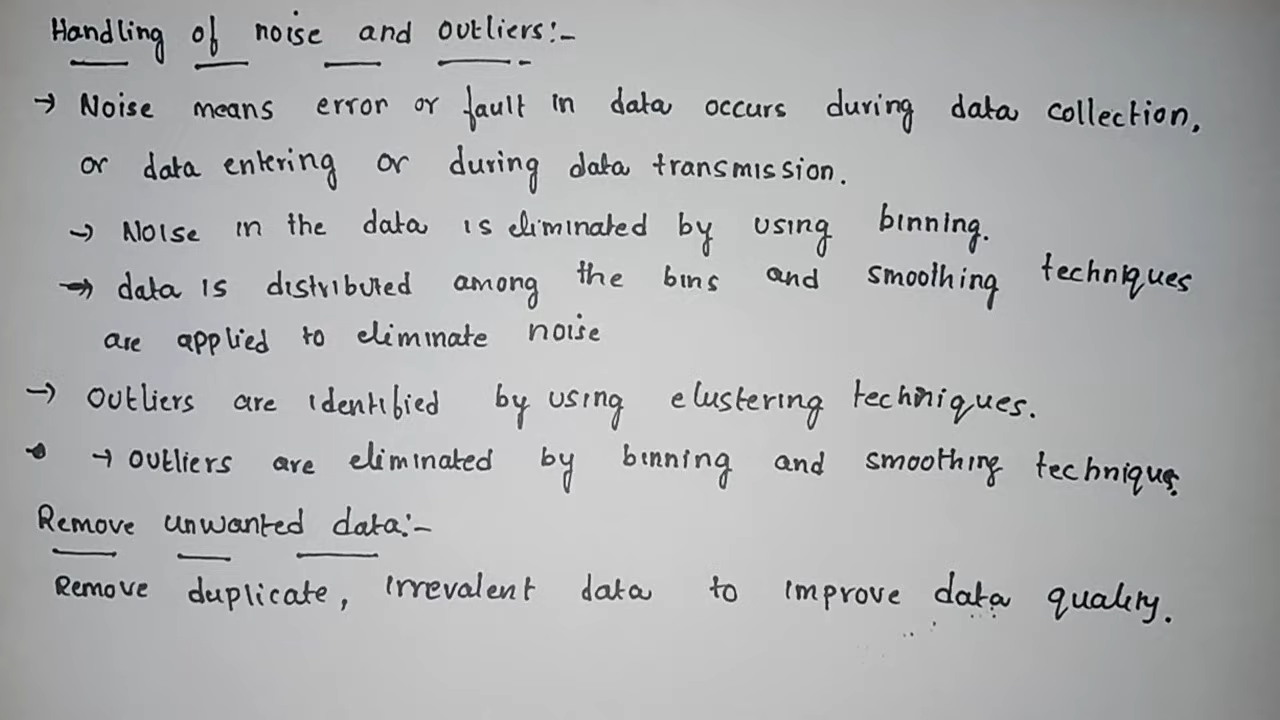 Handling of noise and outliers:-
→ Noise means error or fault in data occurs during data collection,
or data entering or during data transmission.
→ Noise in the data is eliminated by using binning.
→ data is distributed among the bins and smoothing techniques
are applied to eliminate noise
→ outliers are identified by using clustering techniques.
→ outliers are eliminated by binning and smoothing techniques.
Remove unwanted data:-
Remove duplicate, irrevalent data to improve data quality.